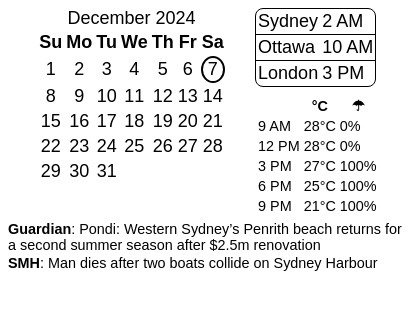 December 2024
Su Mo Tu We Th Fr Sa
1 2 3 4 5 6 7
8 9 10 11 12 13 14
15 16 17 18 19 20 21
22 23 24 25 26 27 28
29 30 31
Sydney 2 AM
Ottawa 10 AM
London 3 PM
°C ☂
9 AM 28°C 0%
12 PM 28°C 0%
3 PM 27°C 100%
6 PM 25°C 100%
9 PM 21°C 100%
Guardian: Pondi: Western Sydney’s Penrith beach returns for
a second summer season after $2.5m renovation
SMH: Man dies after two boats collide on Sydney Harbour